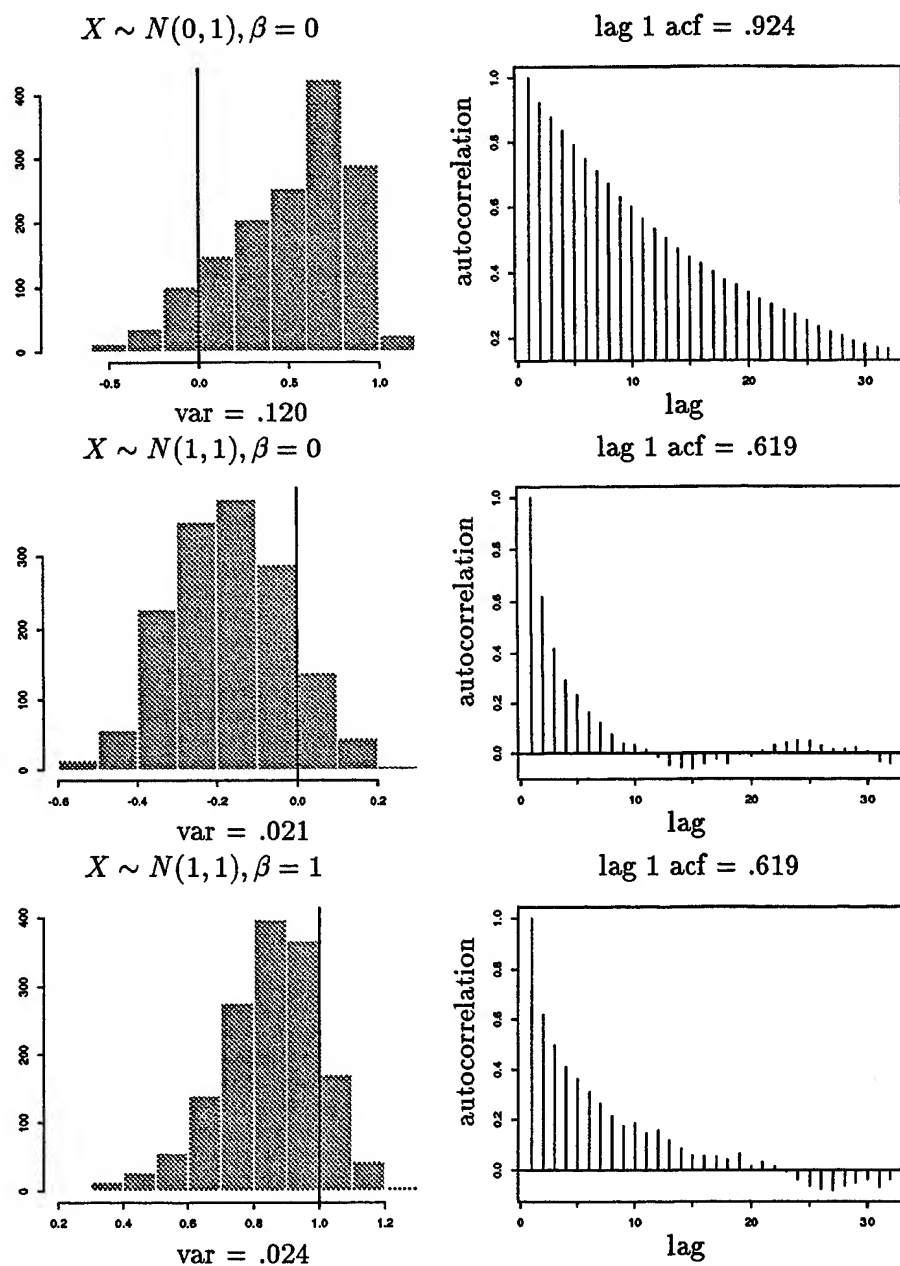 X ∼ N(0, 1), β = 0
lag 1 acf = .924
0 100 200 300 400
-0.5 0.0 0.5 1.0
var = .120
autocorrelation
0.2 0.4 0.6 0.8 1.0
0 10 20 30
lag
X ∼ N(1, 1), β = 0
lag 1 acf = .619
0 100 200 300
-0.6 -0.4 -0.2 0.0 0.2
var = .021
autocorrelation
0.0 0.2 0.4 0.6 0.8 1.0
0 10 20 30
lag
X ∼ N(1, 1), β = 1
lag 1 acf = .619
0 100 200 300 400
0.2 0.4 0.6 0.8 1.0 1.2
var = .024
autocorrelation
0.0 0.2 0.4 0.6 0.8 1.0
0 10 20 30
lag